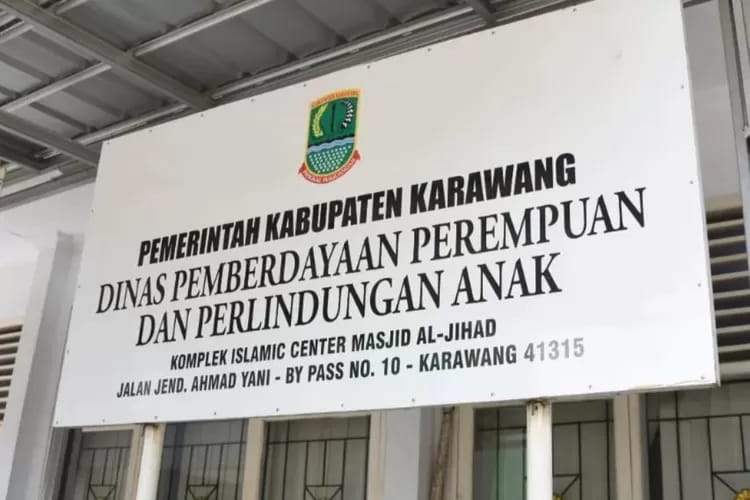 PEMERINTAH KABUPATEN KARAWANG
DINAS PEMBERDAYAAN PEREMPUAN
DAN PERLINDUNGAN ANAK
KOMPLEK ISLAMIC CENTER MASJID AL-JIHAD
JALAN JEND. AHMAD YANI - BY PASS NO. 10 - KARAWANG 41315